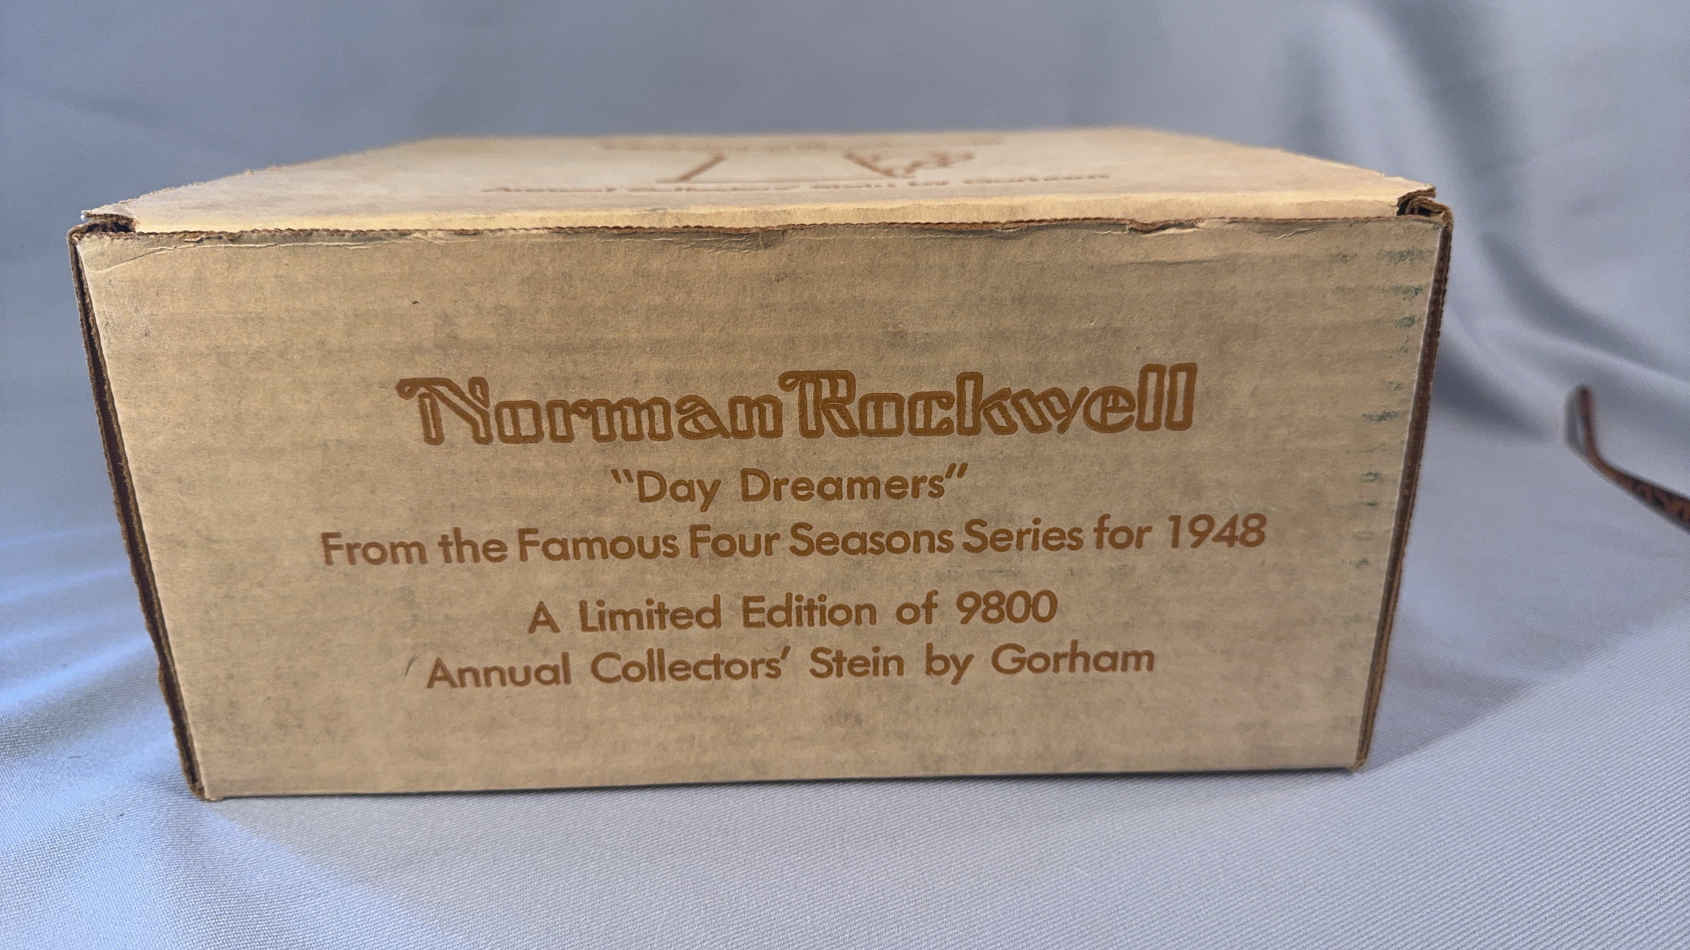 Norman Rockwell
"Day Dreamers"
From the Famous Four Seasons Series for 1948
A Limited Edition of 9800
Annual Collectors' Stein by Gorham